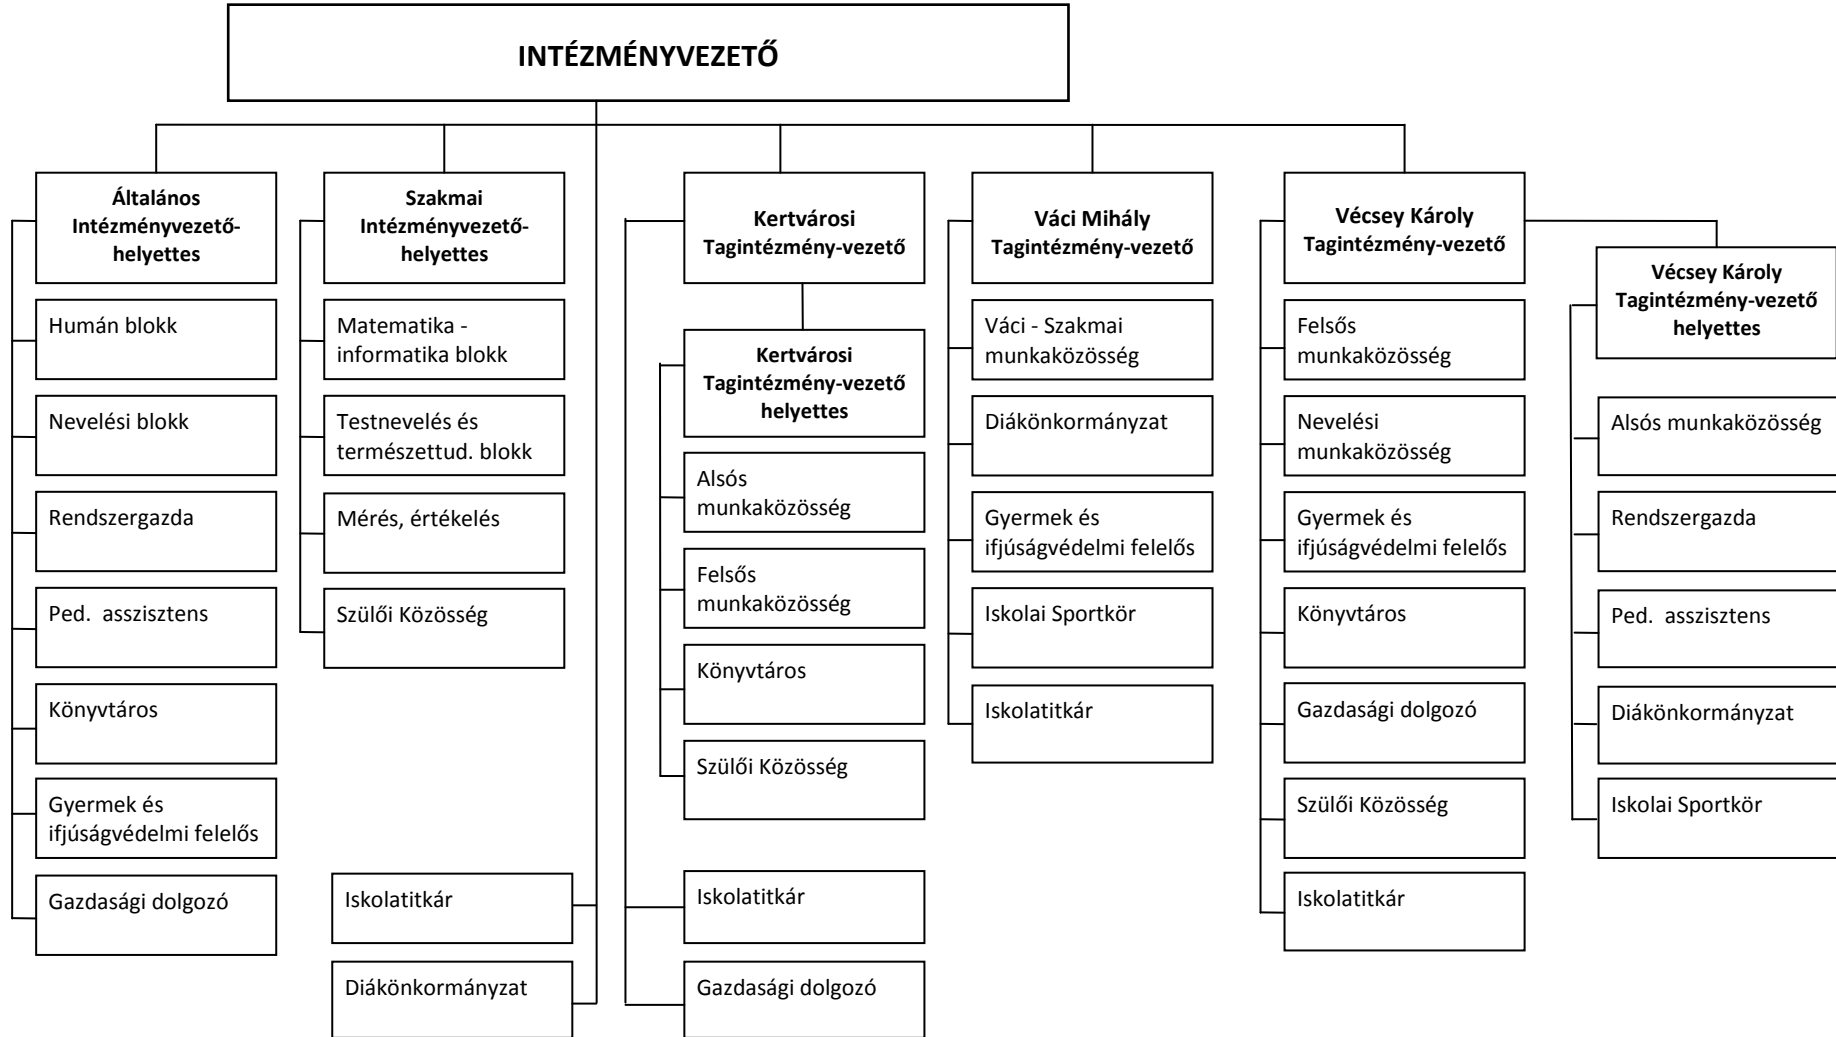 INTÉZMÉNYVEZETŐ
Általános
Intézményvezető-
helyettes
Humán blokk
Nevelési blokk
Rendszergazda
Ped. asszisztens
Könyvtáros
Gyermek és
ifjúságvédelmi felelős
Gazdasági dolgozó
Szakmai
Intézményvezető-
helyettes
Matematika -
informatika blokk
Testnevelés és
természettud. blokk
Mérés, értékelés
Szülői Közösség
Iskolatitkár
Diákönkormányzat
Kertvárosi
Tagintézmény-vezető
Kertvárosi
Tagintézmény-vezető
helyettes
Alsós
munkaközösség
Felsős
munkaközösség
Könyvtáros
Szülői Közösség
Iskolatitkár
Gazdasági dolgozó
Váci Mihály
Tagintézmény-vezető
Váci - Szakmai
munkaközösség
Diákönkormányzat
Gyermek és
ifjúságvédelmi felelős
Iskolai Sportkör
Iskolatitkár
Vécsey Károly
Tagintézmény-vezető
Felsős
munkaközösség
Nevelési
munkaközösség
Gyermek és
ifjúságvédelmi felelős
Könyvtáros
Gazdasági dolgozó
Szülői Közösség
Iskolatitkár
Vécsey Károly
Tagintézmény-vezető
helyettes
Alsós munkaközösség
Rendszergazda
Ped. asszisztens
Diákönkormányzat
Iskolai Sportkör